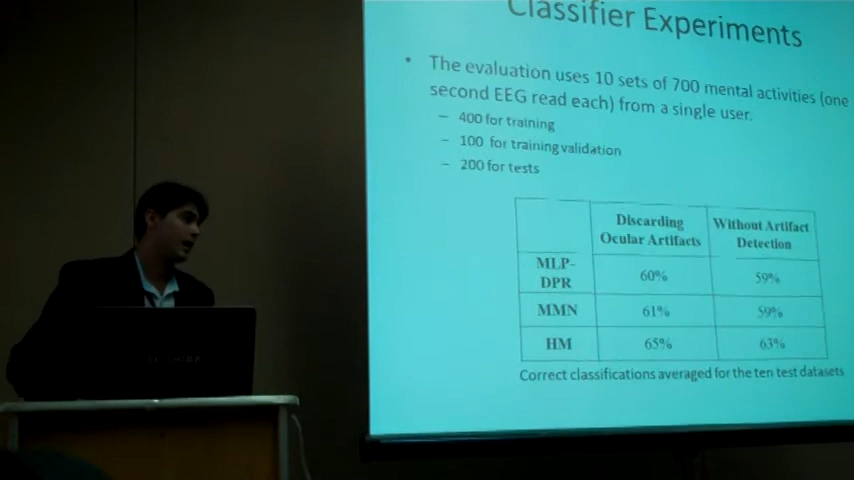 Classifier Experiments
• The evaluation uses 10 sets of 700 mental activities (one
second EEG read each) from a single user.
– 400 for training
– 100 for training validation
– 200 for tests
Discarding Ocular Artifacts Without Artifact Detection
MLP-DPR 60% 59%
MMN 61% 59%
HM 65% 63%
Correct classifications averaged for the ten test datasets
TOSHIBA